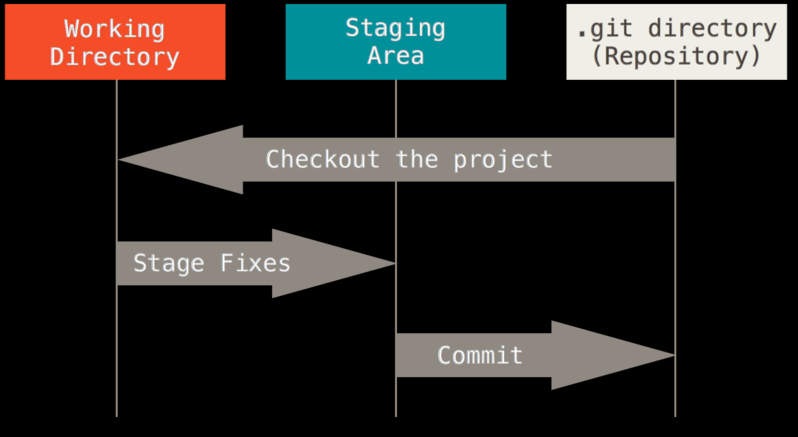 Working
Directory
Staging
Area
.git directory
(Repository)
Checkout the project
Stage Fixes
Commit